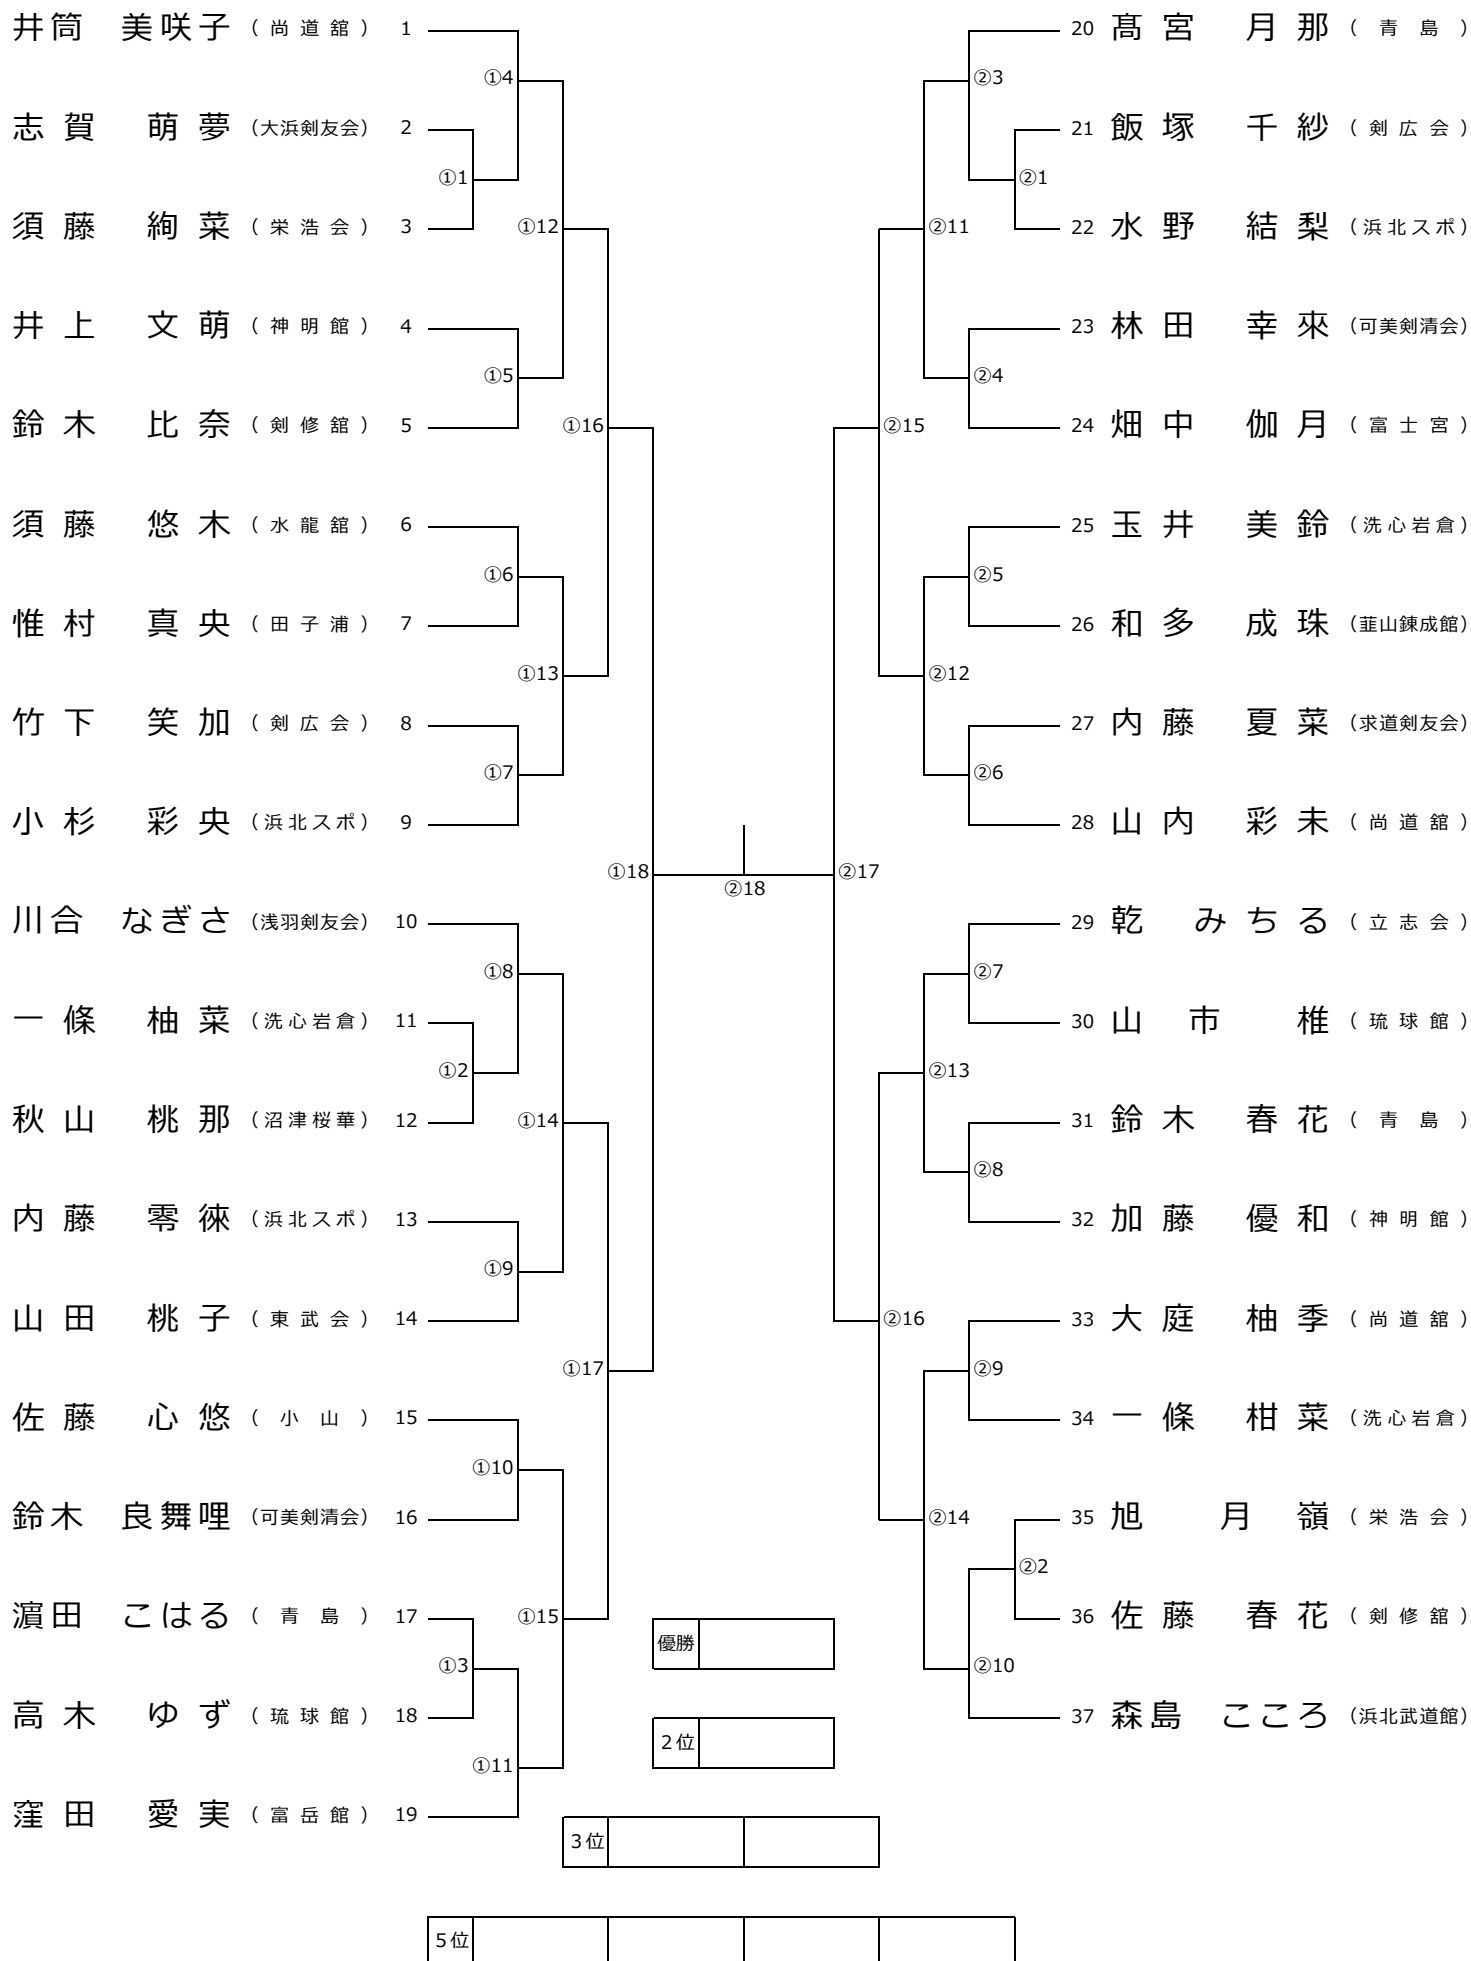 井筒 美咲子 （尚道舘） 1
①4
志賀 萌夢 （大浜剣友会） 2
①1
須藤 絢菜 （栄浩会） 3
①12
井上 文萌 （神明館） 4
①5
鈴木 比奈 （剣修舘） 5
①16
須藤 悠木 （水龍舘） 6
①6
惟村 真央 （田子浦） 7
①13
竹下 笑加 （剣広会） 8
①7
小杉 彩央 （浜北スポ） 9
①18
川合 なぎさ （浅羽剣友会） 10
①8
一條 柚菜 （洗心岩倉） 11
①2
秋山 桃那 （沼津桜華） 12
①14
内藤 零徠 （浜北スポ） 13
①9
山田 桃子 （東武会） 14
①17
佐藤 心悠 （小山） 15
①10
鈴木 良舞哩 （可美剣清会） 16
濵田 こはる （青島） 17
①15
①3
高木 ゆず （琉球館） 18
①11
窪田 愛実 （富岳館） 19
②18
20 髙宮 月那 （青島）
②3
21 飯塚 千紗 （剣広会）
②1
22 水野 結梨 （浜北スポ）
②11
23 林田 幸來 （可美剣清会）
②4
24 畑中 伽月 （富士宮）
②15
25 玉井 美鈴 （洗心岩倉）
②5
26 和多 成珠 （韮山錬成館）
②12
27 内藤 夏菜 （求道剣友会）
②6
28 山内 彩未 （尚道舘）
②17
29 乾 みちる （立志会）
②7
30 山市 椎 （琉球館）
②13
31 鈴木 春花 （青島）
②8
32 加藤 優和 （神明館）
②16
33 大庭 柚季 （尚道舘）
②9
34 一條 柑菜 （洗心岩倉）
②14
35 旭 月嶺 （栄浩会）
②2
36 佐藤 春花 （剣修舘）
②10
37 森島 こころ （浜北武道館）
優勝
２位
３位
５位